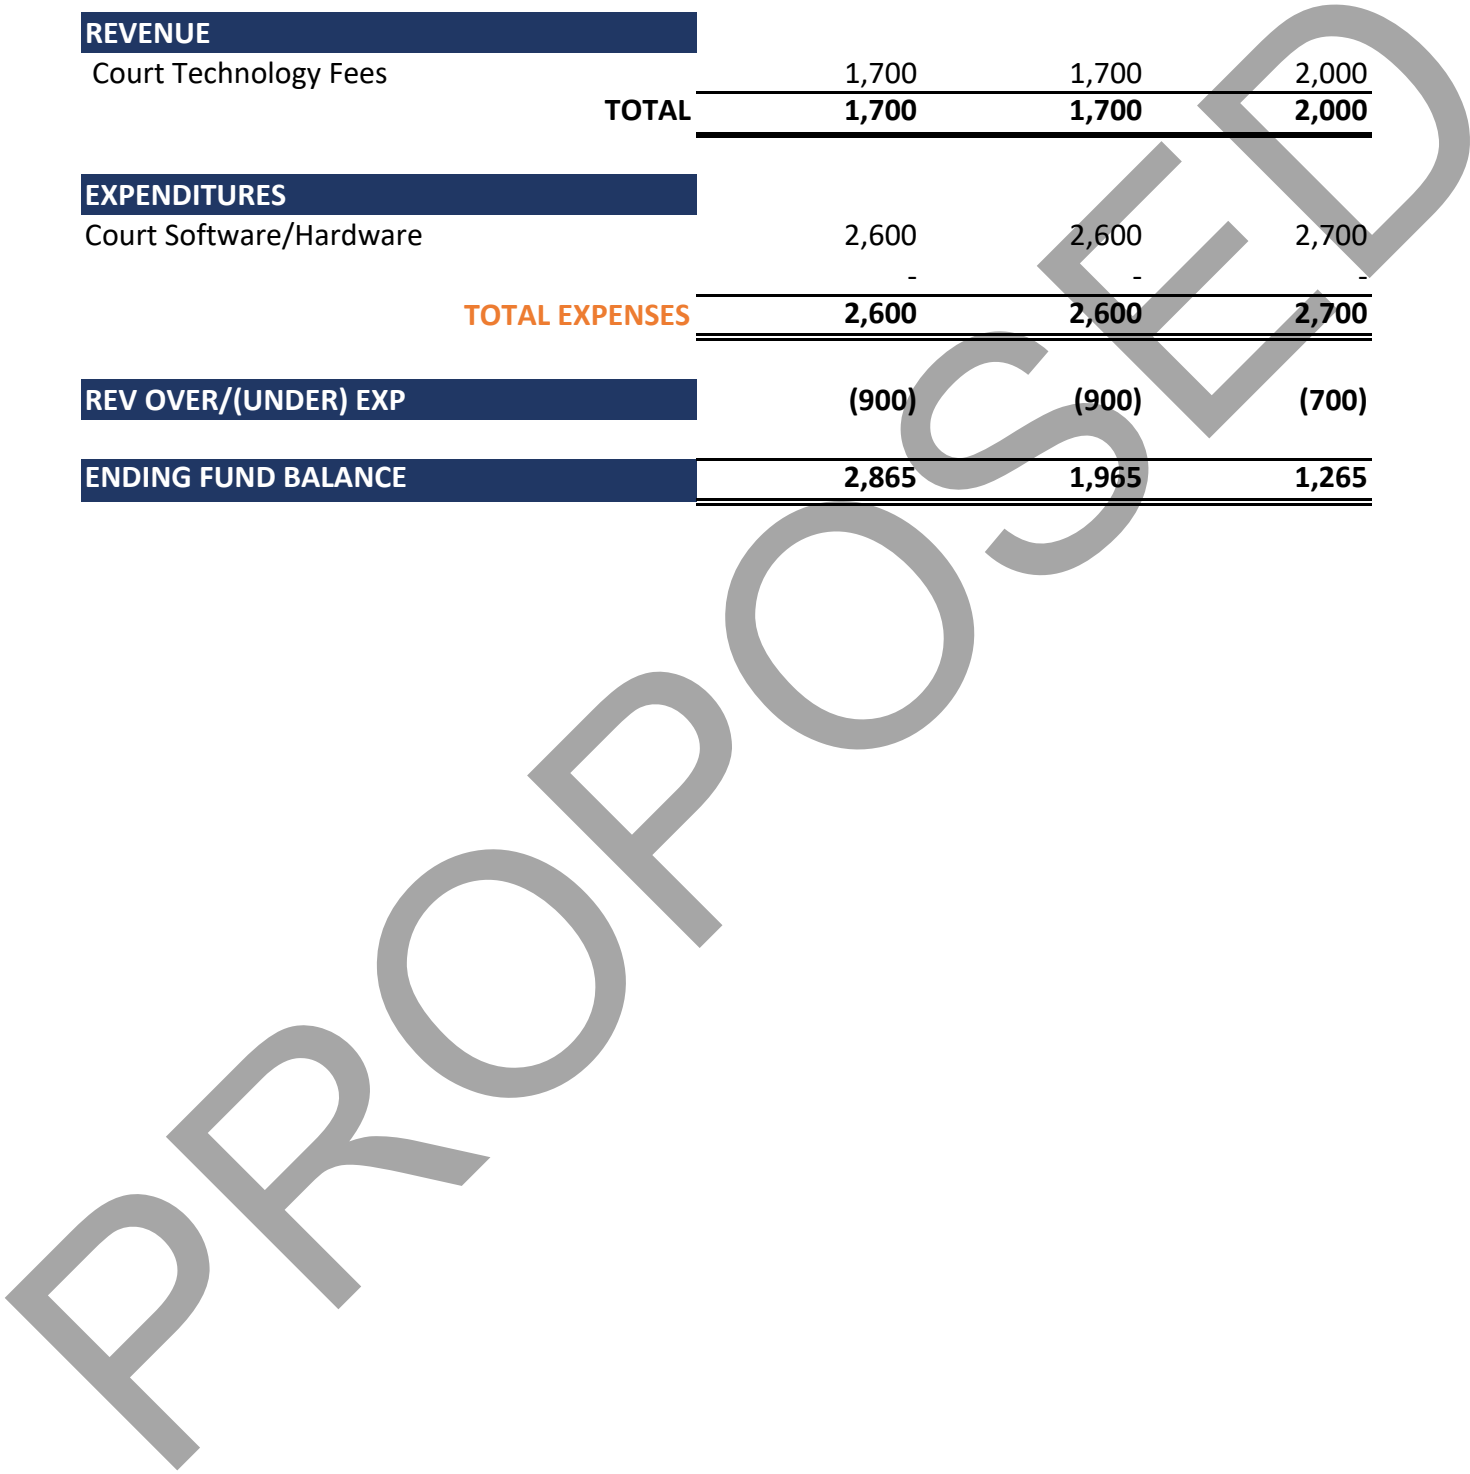 REVENUE
Court Technology Fees 1,700 1,700 2,000
TOTAL 1,700 1,700 2,000
EXPENDITURES
Court Software/Hardware 2,600 2,600 2,700
- - -
TOTAL EXPENSES 2,600 2,600 2,700
REV OVER/(UNDER) EXP (900) (900) (700)
ENDING FUND BALANCE 2,865 1,965 1,265
PROPOSED